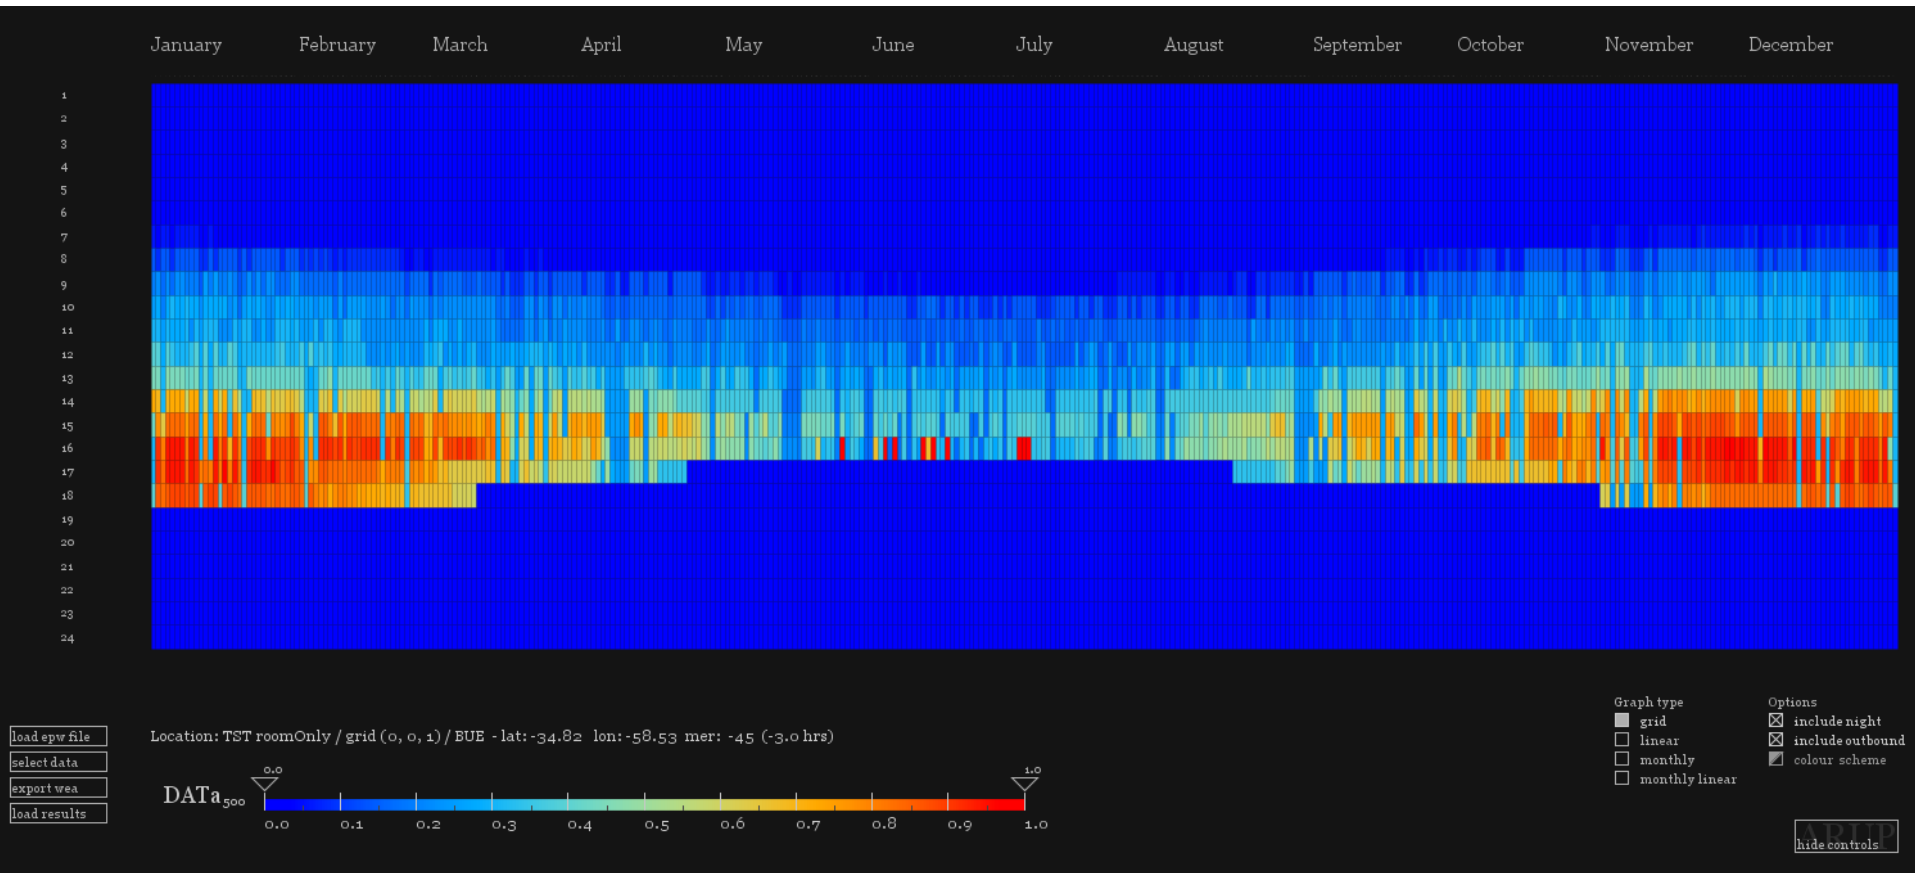 January February March April May June July August September October November December
1
2
3
4
5
6
7
8
9
10
11
12
13
14
15
16
17
18
19
20
21
22
23
24
Graph type
grid
linear
monthly
monthly linear
Options
include night
include outbound
colour scheme
load epw file
select data
export wea
load results
Location: TST roomOnly / grid (0, 0, 1) / BUE - lat: -34.82 lon: -58.53 mer: -45 (-3.0 hrs)
0.0 1.0
DATa500
0.0 0.1 0.2 0.3 0.4 0.5 0.6 0.7 0.8 0.9 1.0
ARUP
hide controls